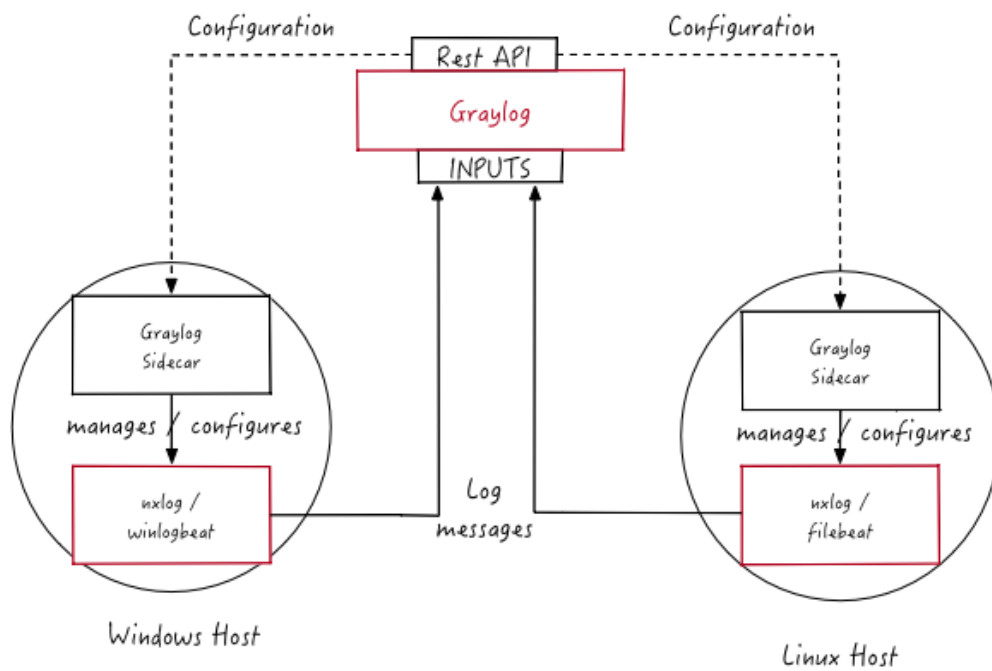 Configuration
Configuration
Rest API
Graylog
INPUTS
Graylog
Sidecar
manages / configures
nxlog /
winlogbeat
Windows Host
Log
messages
Graylog
Sidecar
manages / configures
nxlog /
filebeat
Linux Host